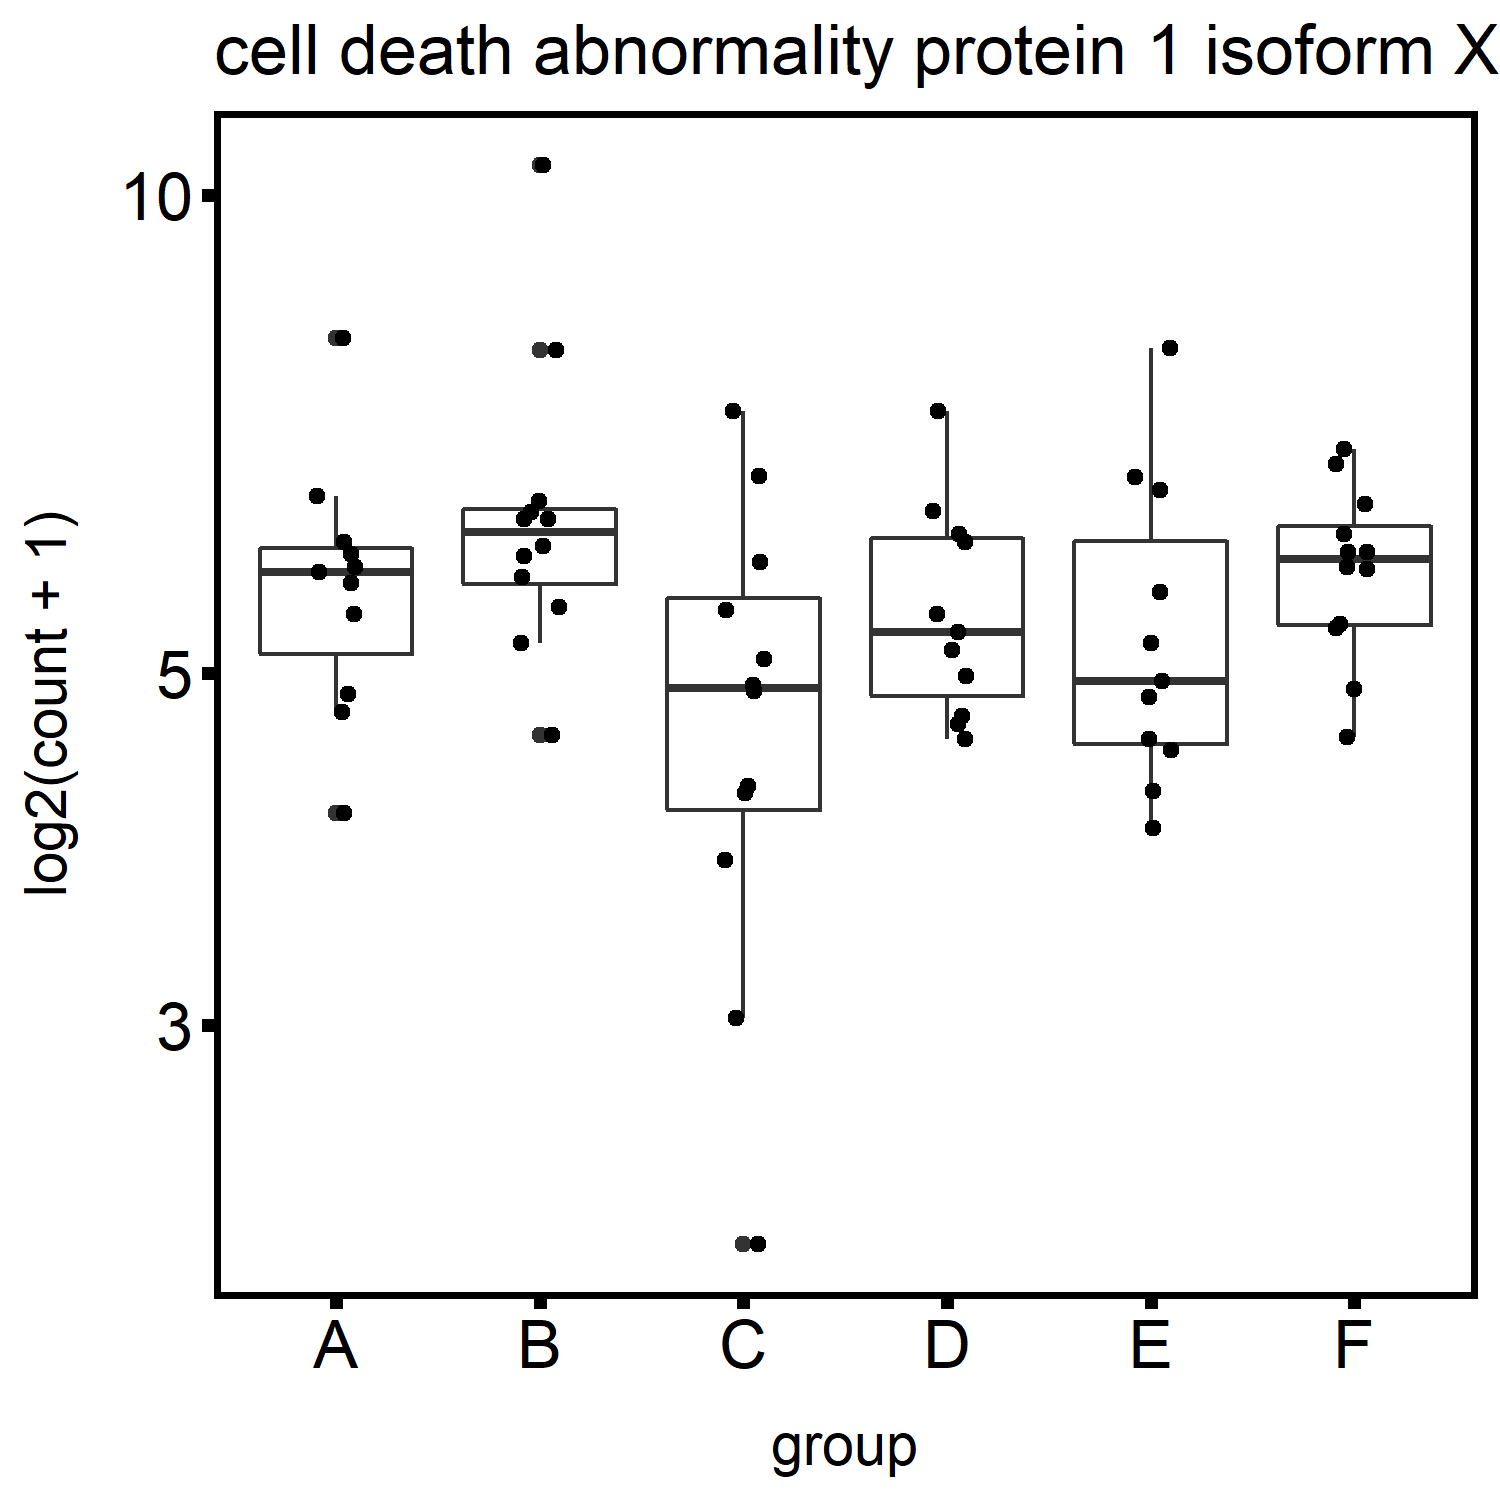 cell death abnormality protein 1 isoform X
log2(count + 1)
10
5
3
A B C D E F
group